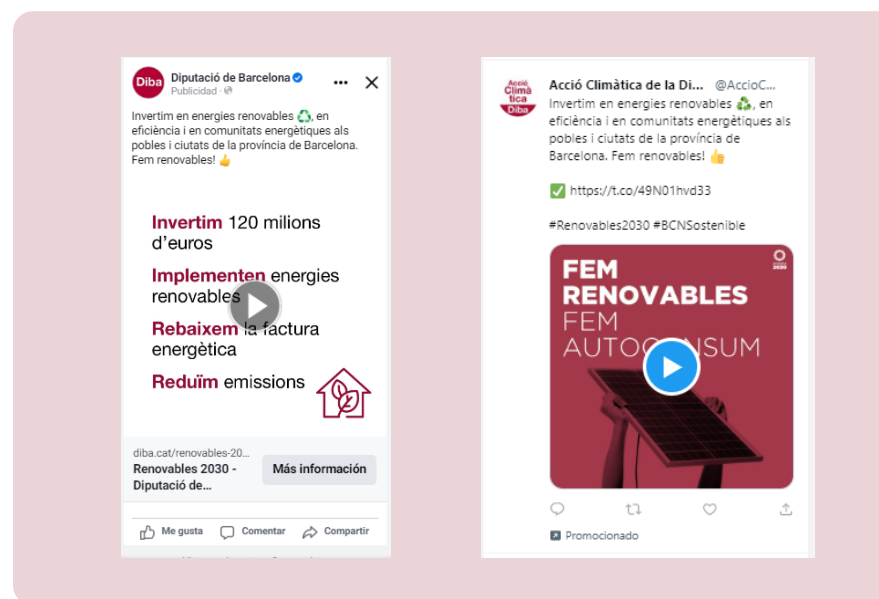 Diba
Diputació de Barcelona
Publicidad ·
Invertim en energies renovables ♻️, en
eficiència i en comunitats energètiques als
pobles i ciutats de la província de Barcelona.
Fem renovables! 👍
Invertim 120 milions
d'euros
Implementen energies
renovables
Rebaixem la factura
energètica
Reduïm emissions
diba.cat/renovables-20...
Renovables 2030 -
Diputació de...
Más información
Me gusta
Comentar
Compartir
Acció
Climà
tica
Diba
Acció Climàtica de la Di... @AccioC...
Invertim en energies renovables ♻️, en
eficiència i en comunitats energètiques als
pobles i ciutats de la província de
Barcelona. Fem renovables! 👍
✅ https://t.co/49N01hvd33
#Renovables2030 #BCNSostenible
FEM
RENOVABLES
FEM
2030
Promocionado